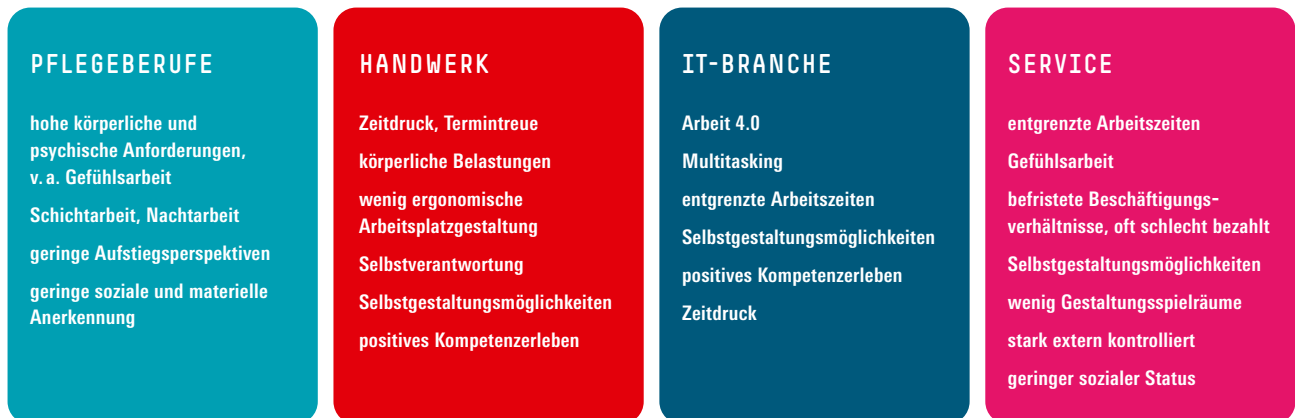 PFLEGEBERUFE
hohe körperliche und
psychische Anforderungen,
v. a. Gefühlsarbeit
Schichtarbeit, Nachtarbeit
geringe Aufstiegsperspektiven
geringe soziale und materielle
Anerkennung
HANDWERK
Zeitdruck, Termintreue
körperliche Belastungen
wenig ergonomische
Arbeitsplatzgestaltung
Selbstverantwortung
Selbstgestaltungsmöglichkeiten
positives Kompetenzerleben
IT-BRANCHE
Arbeit 4.0
Multitasking
entgrenzte Arbeitszeiten
Selbstgestaltungsmöglichkeiten
positives Kompetenzerleben
Zeitdruck
SERVICE
entgrenzte Arbeitszeiten
Gefühlsarbeit
befristete Beschäftigungs-
verhältnisse, oft schlecht bezahlt
Selbstgestaltungsmöglichkeiten
wenig Gestaltungsspielräume
stark extern kontrolliert
geringer sozialer Status